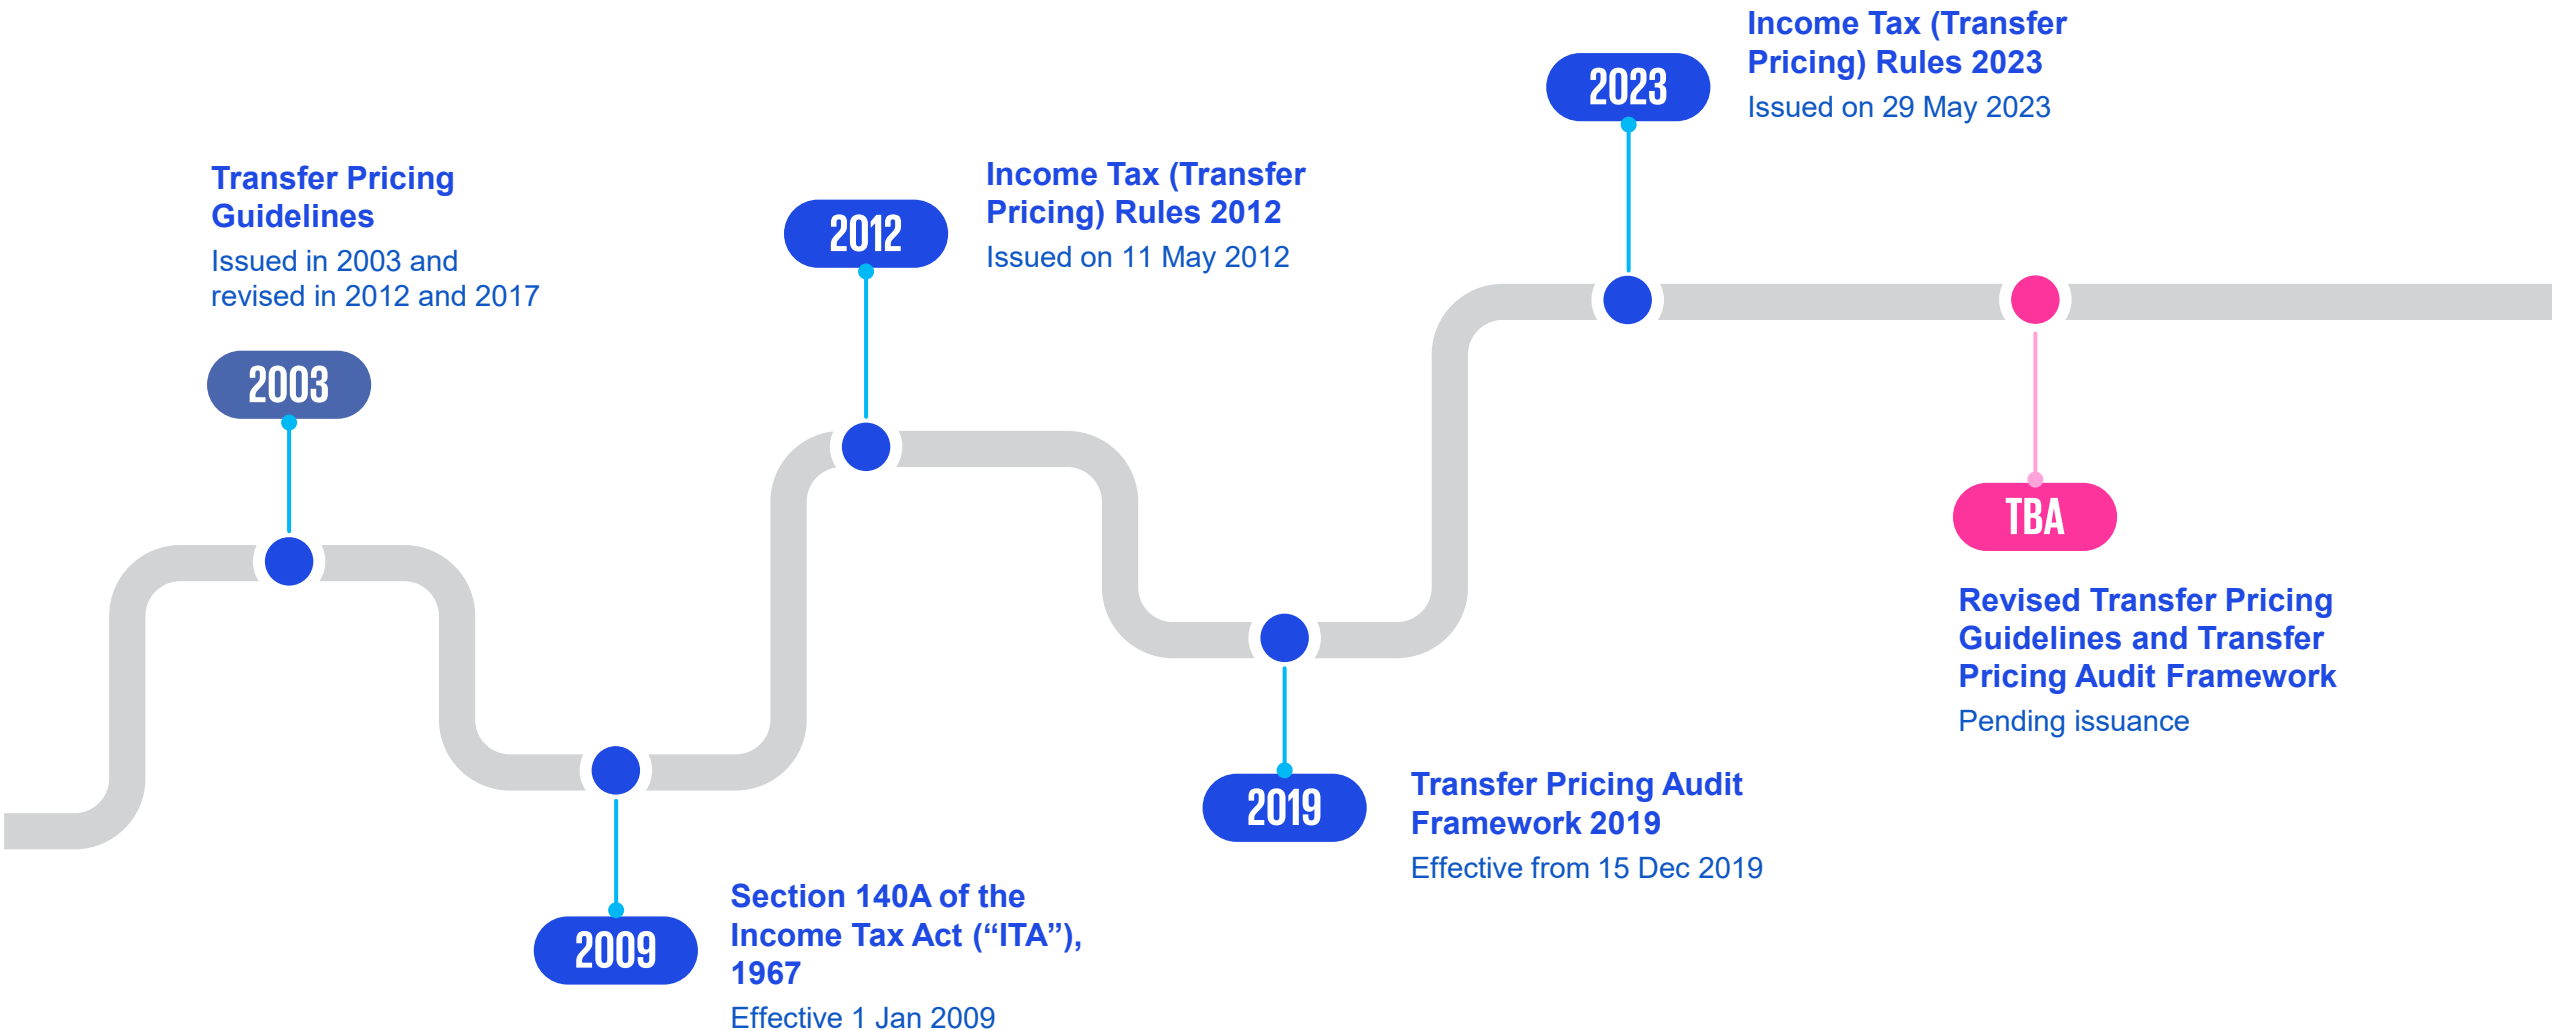 Transfer Pricing
Guidelines
Issued in 2003 and
revised in 2012 and 2017
2003
2009
Section 140A of the
Income Tax Act (“ITA”),
1967
Effective 1 Jan 2009
2012
Income Tax (Transfer
Pricing) Rules 2012
Issued on 11 May 2012
2019
Transfer Pricing Audit
Framework 2019
Effective from 15 Dec 2019
2023
Income Tax (Transfer
Pricing) Rules 2023
Issued on 29 May 2023
TBA
Revised Transfer Pricing
Guidelines and Transfer
Pricing Audit Framework
Pending issuance